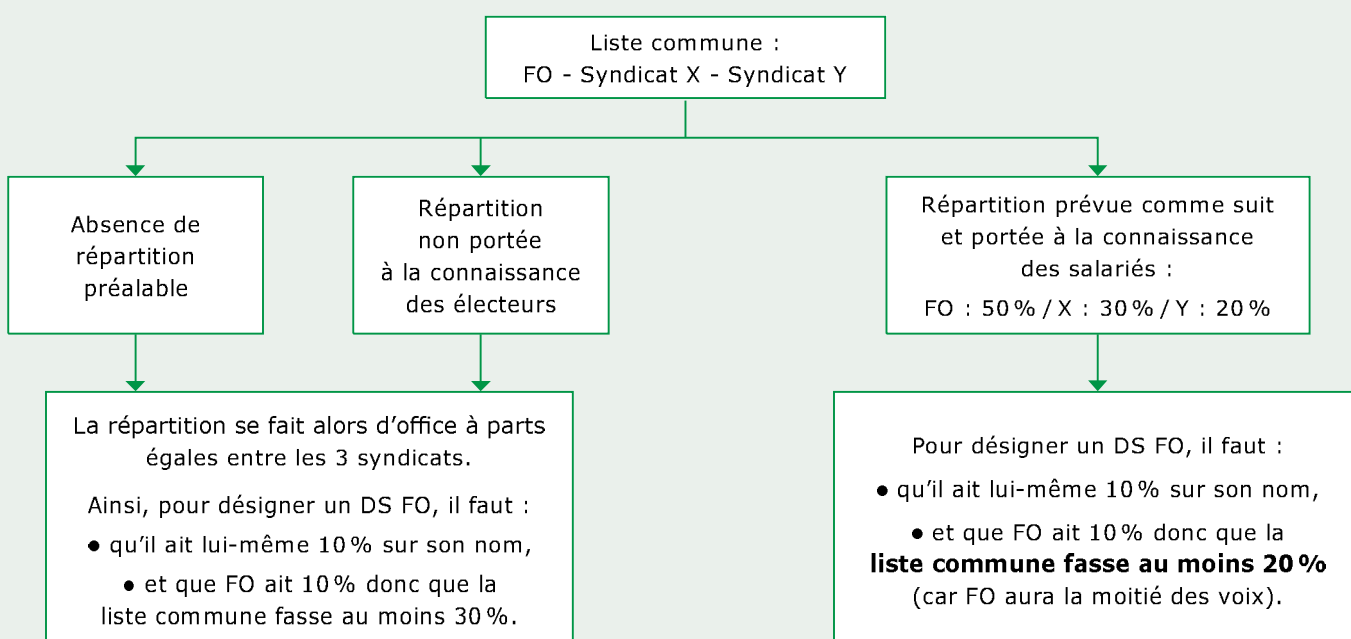 Liste commune :
FO - Syndicat X - Syndicat Y
Absence de
répartition
préalable
Répartition
non portée
à la connaissance
des électeurs
Répartition prévue comme suit
et portée à la connaissance
des salariés :
FO : 50 % / X : 30 % / Y : 20 %
La répartition se fait alors d’office à parts
égales entre les 3 syndicats.
Ainsi, pour désigner un DS FO, il faut :
● qu’il ait lui-même 10 % sur son nom,
● et que FO ait 10 % donc que la
liste commune fasse au moins 30 %.
Pour désigner un DS FO, il faut :
● qu’il ait lui-même 10 % sur son nom,
● et que FO ait 10 % donc que la
liste commune fasse au moins 20 %
(car FO aura la moitié des voix).